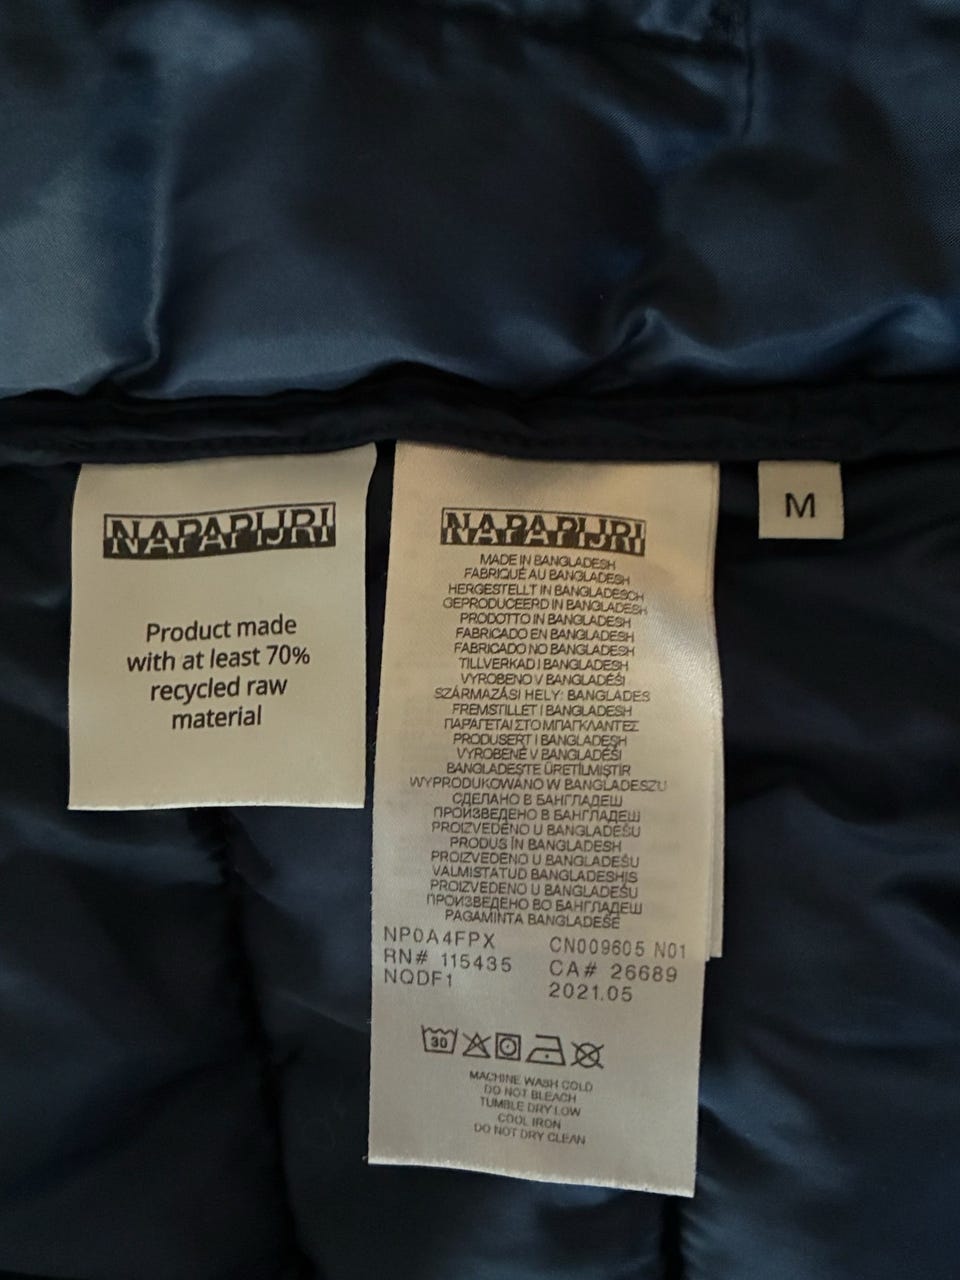 NAPAPIJRI
Product made
with at least 70%
recycled raw
material
NAPAPIJRI
MADE IN BANGLADESH
FABRIQUÉ AU BANGLADESH
HERGESTELLT IN BANGLADESCH
GEPRODUCEERD IN BANGLADESH
PRODOTTO IN BANGLADESH
FABRICADO EN BANGLADESH
FABRICADO NO BANGLADESH
TILLVERKAD I BANGLADESH
VYROBENO V BANGLADÉŠI
SZÁRMAZÁSI HELY: BANGLADES
FREMSTILLET I BANGLADESH
ΠΑΡΑΓΕΤΑΙ ΣΤΟ ΜΠΑΓΚΛΑΝΤΕΣ
PRODUSERT I BANGLADESH
VYROBENÉ V BANGLADÉŠI
BANGLADEŞ'TE ÜRETİLMİŞTİR
WYPRODUKOWANO W BANGLADESZU
СДЕЛАНО В БАНГЛАДЕШ
ПРОИЗВЕДЕНО В БАНГЛАДЕШ
PROIZVEDENO U BANGLADEŠU
PRODUS ÎN BANGLADESH
PROIZVEDENO U BANGLADEŠU
VALMISTATUD BANGLADESHIS
PROIZVEDENO U BANGLADEŠU
ПРОИЗВЕДЕНО ВО БАНГЛАДЕШ
PAGAMINTA BANGLADEŠE
NP0A4FPX CN009605 N01
RN# 115435 CA# 26689
NQDF1 2021.05
30
MACHINE WASH COLD
DO NOT BLEACH
TUMBLE DRY LOW
COOL IRON
DO NOT DRY CLEAN
M